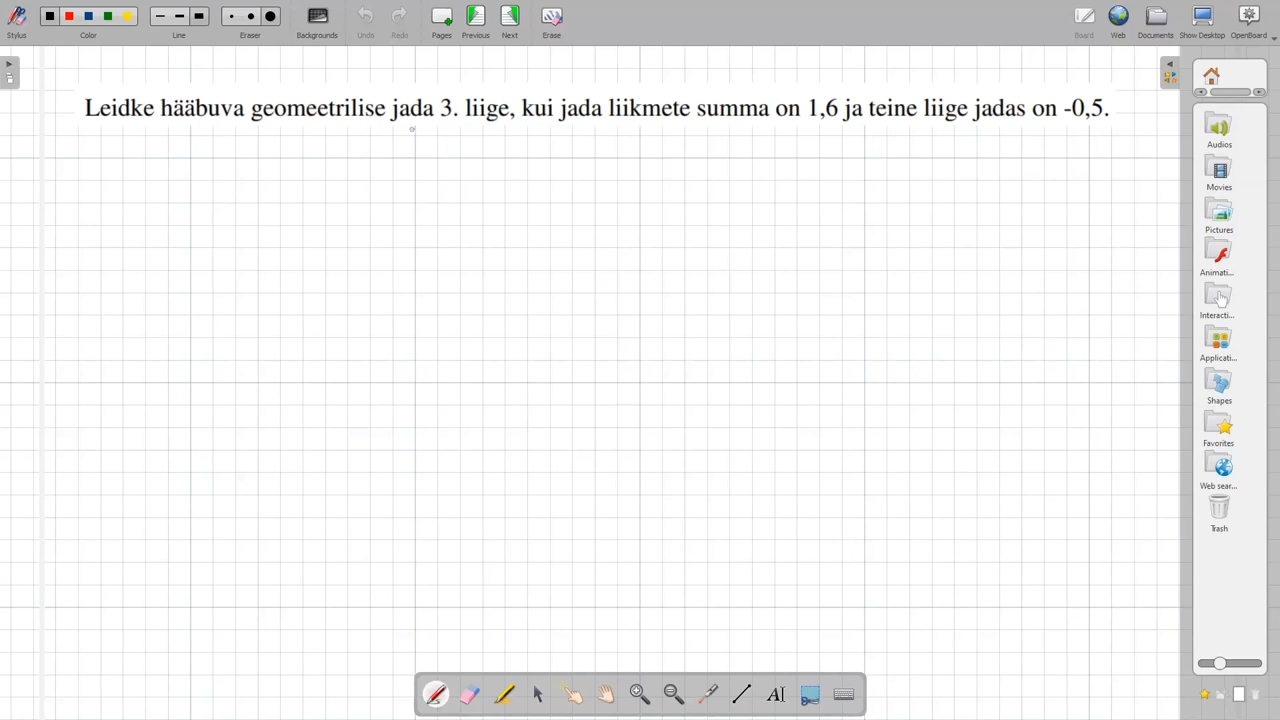 Stylus
Color
Line
Eraser
Backgrounds
Undo
Redo
Pages
Previous
Next
Erase
Board
Web
Documents
Show Desktop
OpenBoard
Leidke hääbuva geomeetrilise jada 3. liige, kui jada liikmete summa on 1,6 ja teine liige jadas on -0,5.
Audios
Movies
Pictures
Animati...
Interacti...
Applicati...
Shapes
Favorites
Web sear...
Trash
AI